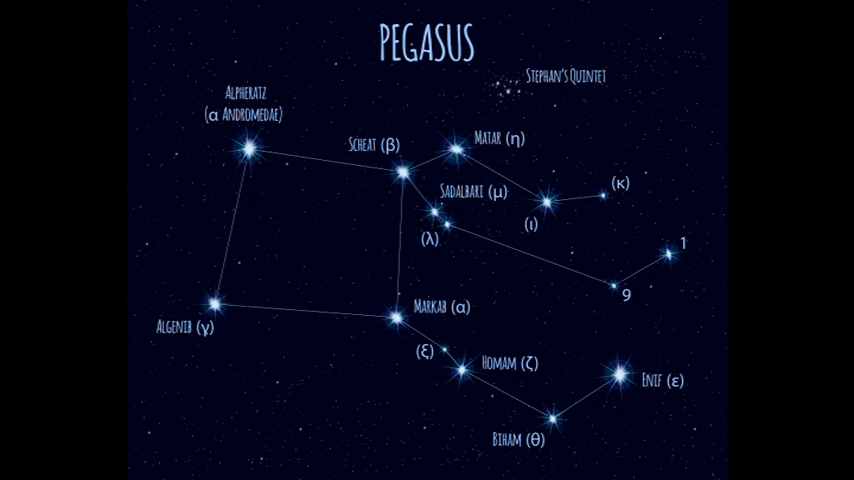 PEGASUS
STEPHAN'S QUINTET
ALPHERATZ
(α ANDROMEDAE)
SCHEAT (β)
MATAR (η)
SADALBARI (μ)
(κ)
(ι)
(λ)
1
9
MARKAB (α)
ALGENIB (γ)
(ξ)
HOMAM (ζ)
ENIF (ε)
BIHAM (θ)